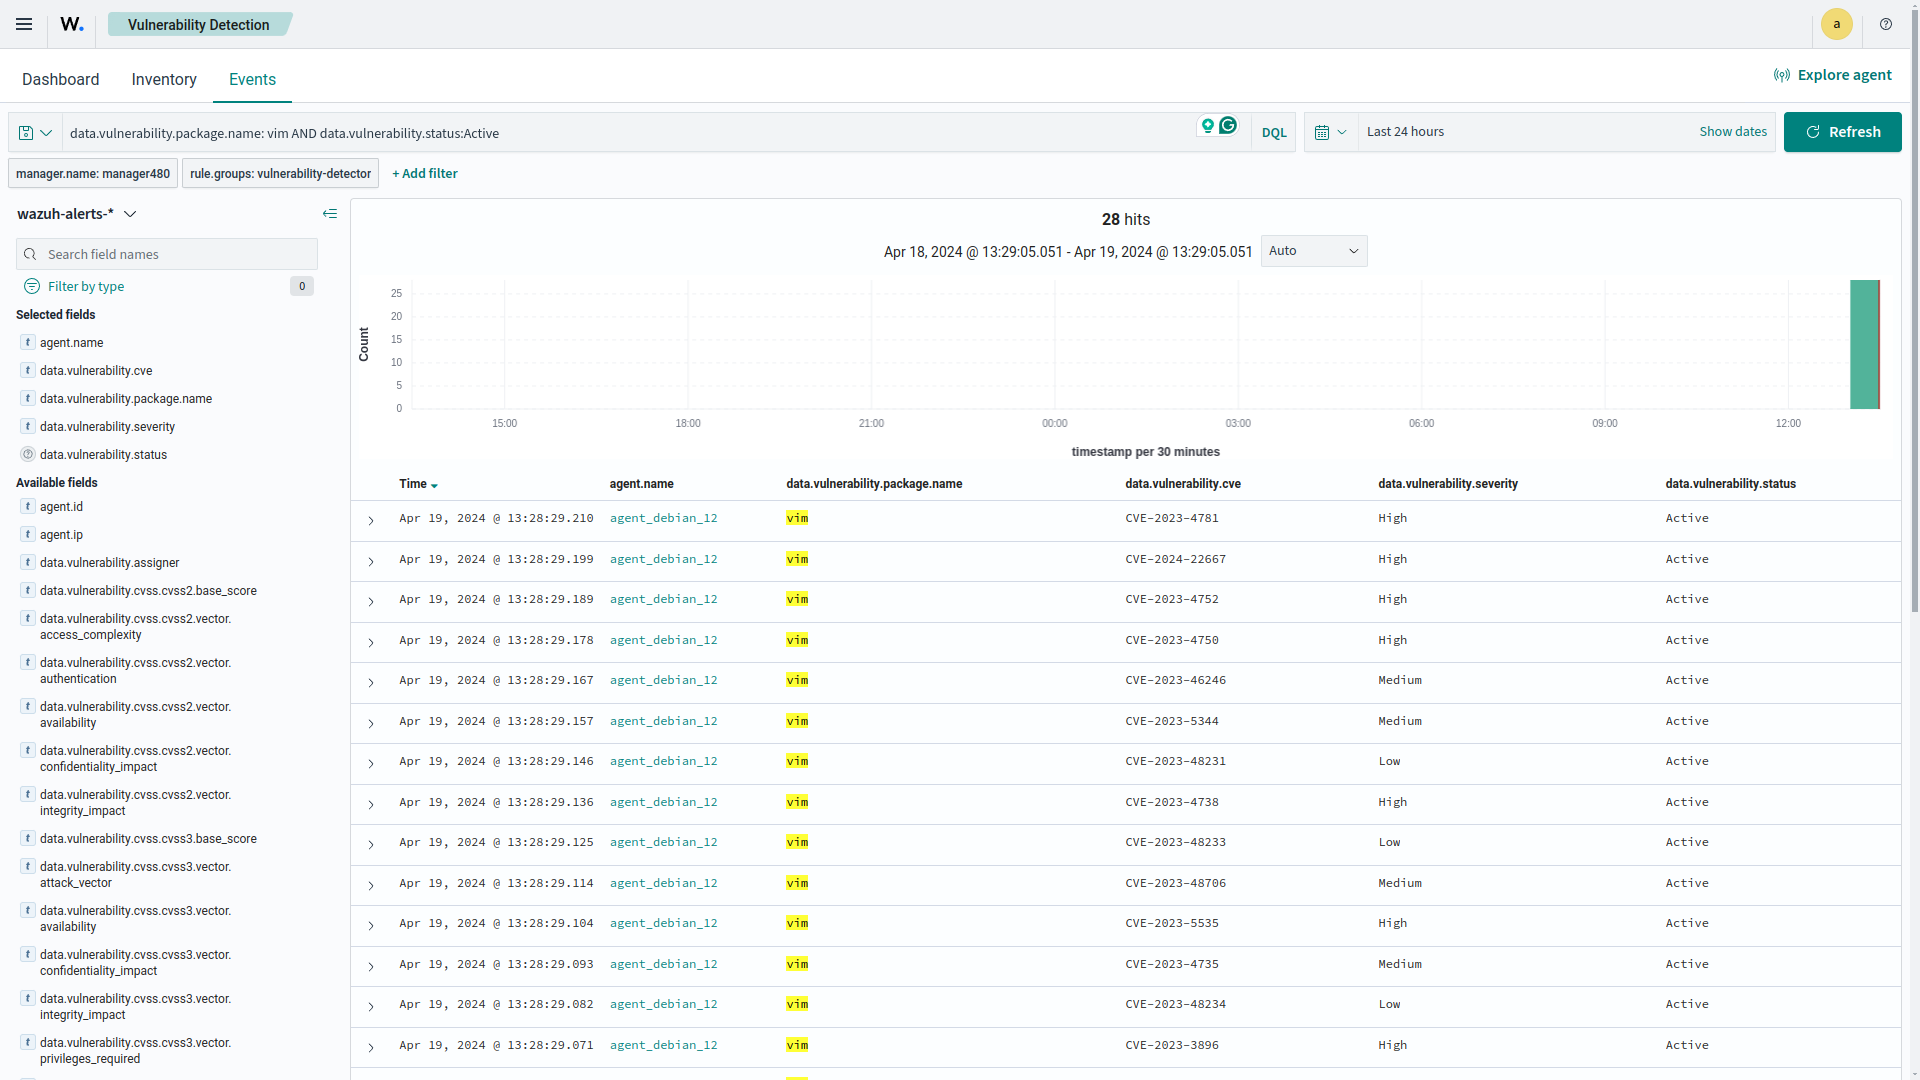 W. Vulnerability Detection a
Dashboard Inventory Events Explore agent
data.vulnerability.package.name: vim AND data.vulnerability.status:Active DQL Last 24 hours Show dates Refresh
manager.name: manager480 rule.groups: vulnerability-detector + Add filter
wazuh-alerts-*
Search field names
Filter by type 0
Selected fields
t agent.name
t data.vulnerability.cve
t data.vulnerability.package.name
t data.vulnerability.severity
data.vulnerability.status
Available fields
t agent.id
t agent.ip
t data.vulnerability.assigner
t data.vulnerability.cvss.cvss2.base_score
t data.vulnerability.cvss.cvss2.vector.
access_complexity
t data.vulnerability.cvss.cvss2.vector.
authentication
t data.vulnerability.cvss.cvss2.vector.
availability
t data.vulnerability.cvss.cvss2.vector.
confidentiality_impact
t data.vulnerability.cvss.cvss2.vector.
integrity_impact
t data.vulnerability.cvss.cvss3.base_score
t data.vulnerability.cvss.cvss3.vector.
attack_vector
t data.vulnerability.cvss.cvss3.vector.
availability
t data.vulnerability.cvss.cvss3.vector.
confidentiality_impact
t data.vulnerability.cvss.cvss3.vector.
integrity_impact
t data.vulnerability.cvss.cvss3.vector.
privileges_required
28 hits
Apr 18, 2024 @ 13:29:05.051 - Apr 19, 2024 @ 13:29:05.051 Auto
Count
25
20
15
10
5
0
15:00 18:00 21:00 00:00 03:00 06:00 09:00 12:00
timestamp per 30 minutes
Time agent.name data.vulnerability.package.name data.vulnerability.cve data.vulnerability.severity data.vulnerability.status
Apr 19, 2024 @ 13:28:29.210 agent_debian_12 vim CVE-2023-4781 High Active
Apr 19, 2024 @ 13:28:29.199 agent_debian_12 vim CVE-2024-22667 High Active
Apr 19, 2024 @ 13:28:29.189 agent_debian_12 vim CVE-2023-4752 High Active
Apr 19, 2024 @ 13:28:29.178 agent_debian_12 vim CVE-2023-4750 High Active
Apr 19, 2024 @ 13:28:29.167 agent_debian_12 vim CVE-2023-46246 Medium Active
Apr 19, 2024 @ 13:28:29.157 agent_debian_12 vim CVE-2023-5344 Medium Active
Apr 19, 2024 @ 13:28:29.146 agent_debian_12 vim CVE-2023-48231 Low Active
Apr 19, 2024 @ 13:28:29.136 agent_debian_12 vim CVE-2023-4738 High Active
Apr 19, 2024 @ 13:28:29.125 agent_debian_12 vim CVE-2023-48233 Low Active
Apr 19, 2024 @ 13:28:29.114 agent_debian_12 vim CVE-2023-48706 Medium Active
Apr 19, 2024 @ 13:28:29.104 agent_debian_12 vim CVE-2023-5535 High Active
Apr 19, 2024 @ 13:28:29.093 agent_debian_12 vim CVE-2023-4735 Medium Active
Apr 19, 2024 @ 13:28:29.082 agent_debian_12 vim CVE-2023-48234 Low Active
Apr 19, 2024 @ 13:28:29.071 agent_debian_12 vim CVE-2023-3896 High Active